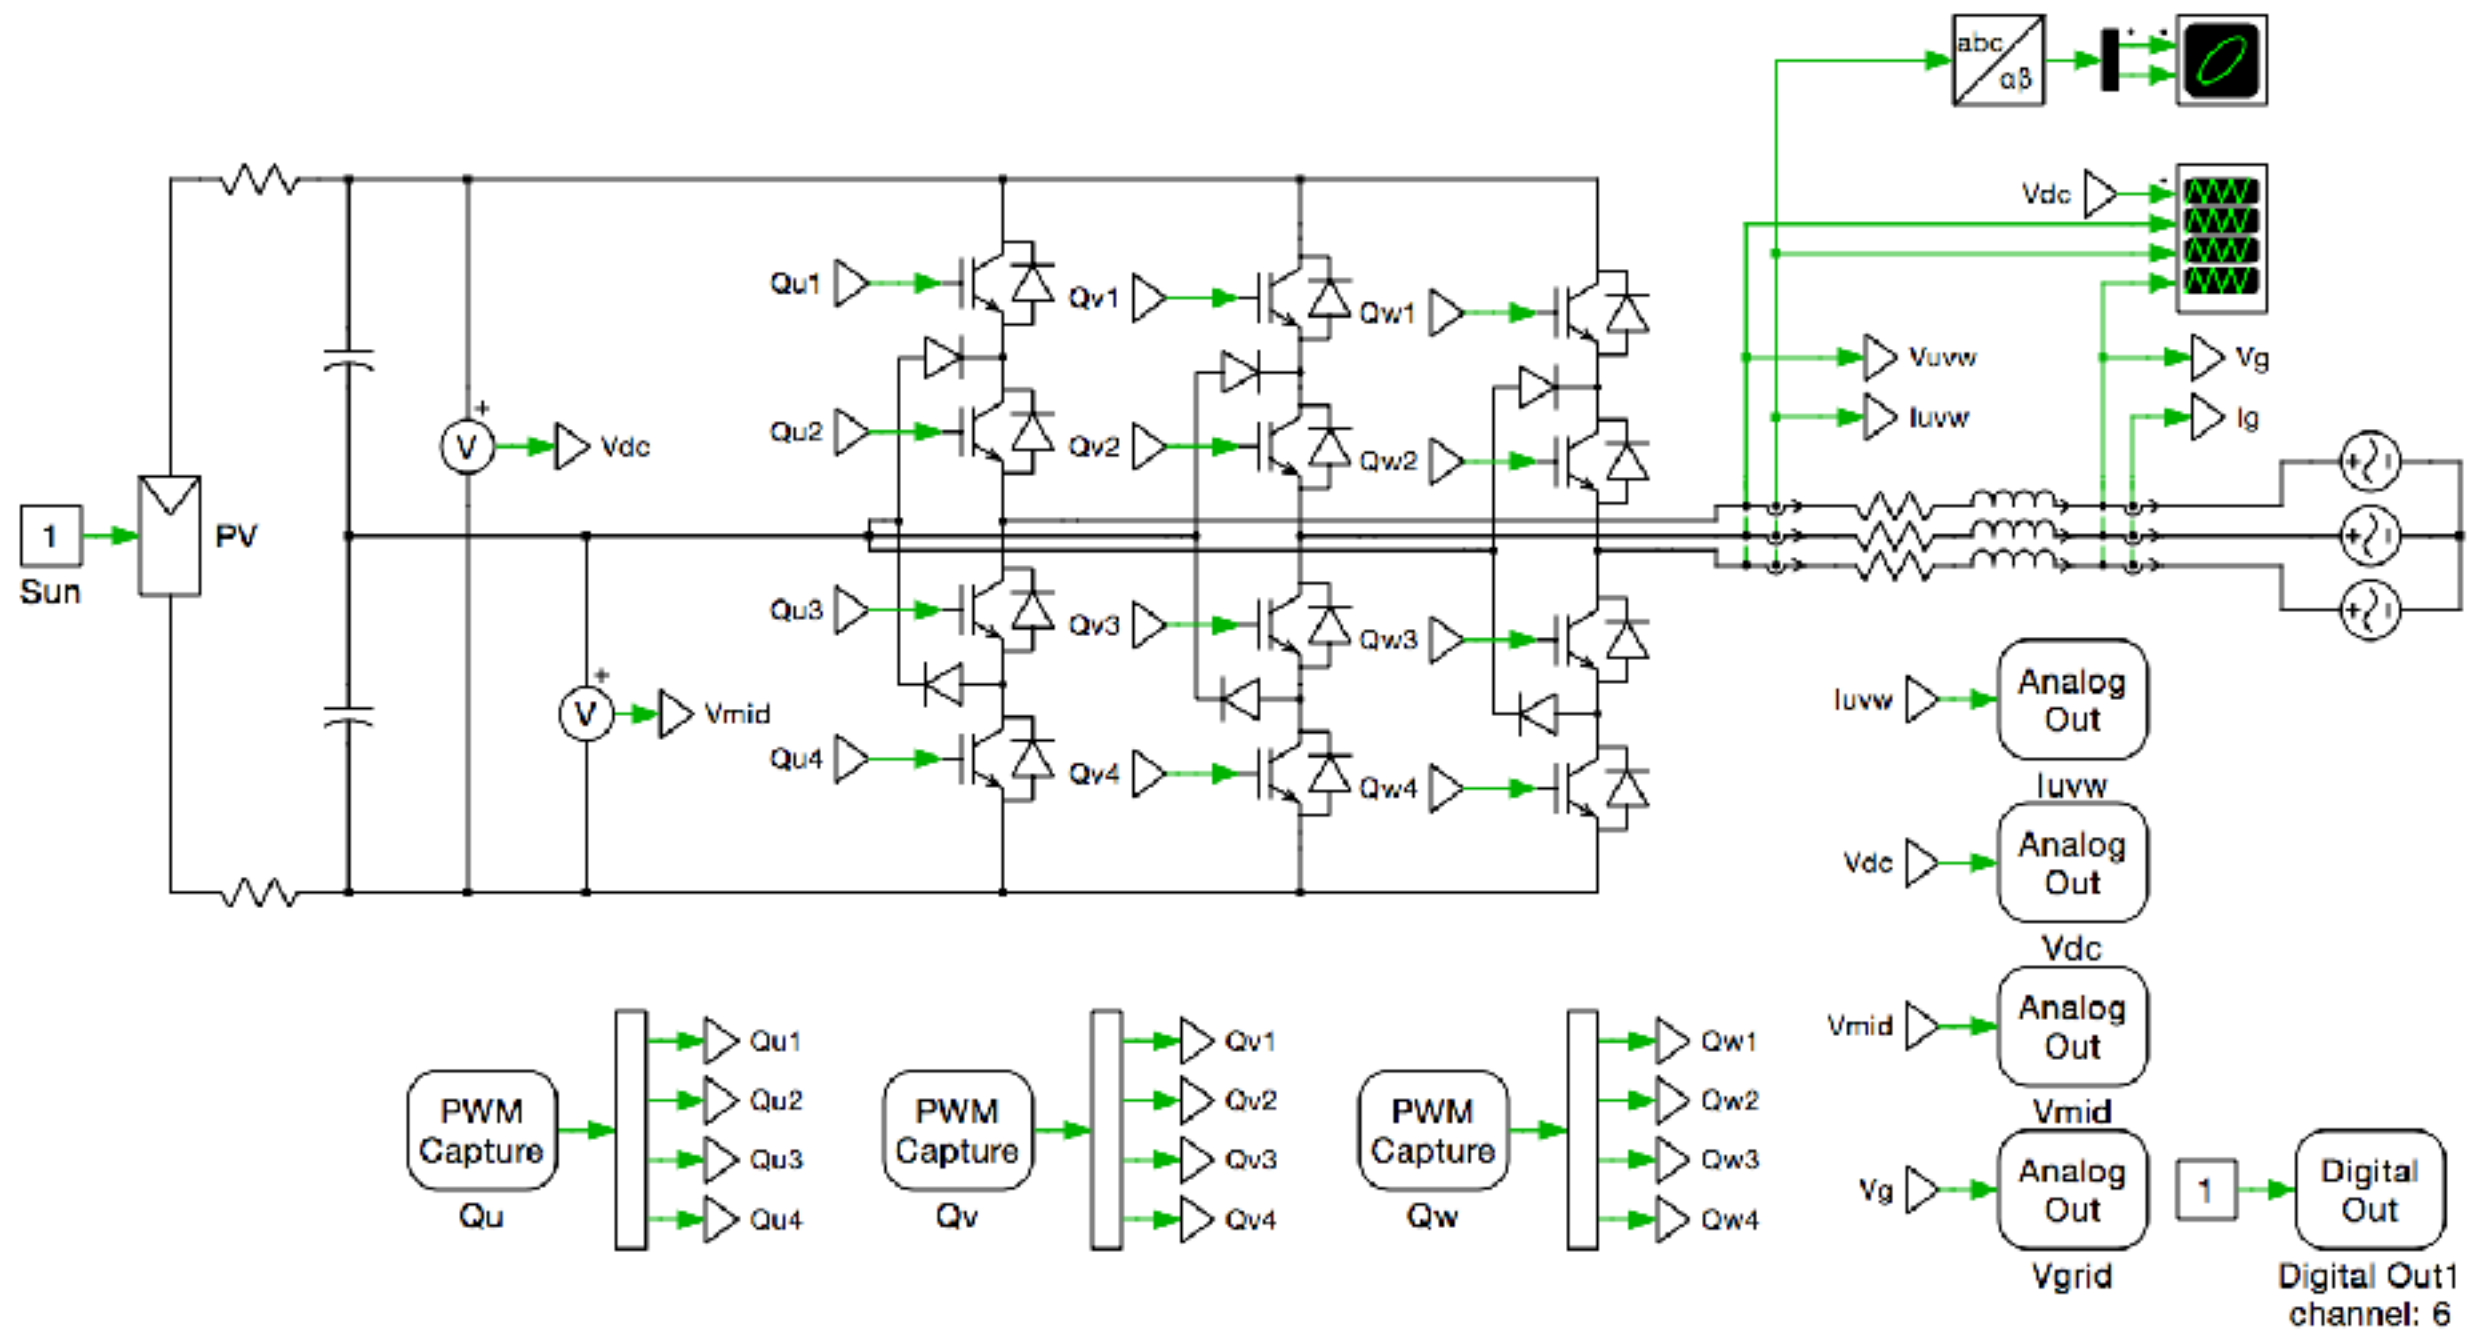 abc
αβ
Vdc
Qu1
Qv1
Qw1
Vuvw
Vg
Iuvw
Ig
+
V
Vdc
Qu2
Qv2
Qw2
1
PV
Sun
Qu3
Qv3
Qw3
+
V
Vmid
Qu4
Qv4
Qw4
Iuvw
Analog
Out
Iuvw
Vdc
Analog
Out
Vdc
Vmid
Analog
Out
Vmid
Vg
Analog
Out
Vgrid
1
Digital
Out
Digital Out1
channel: 6
PWM
Capture
Qu
Qu1
Qu2
Qu3
Qu4
PWM
Capture
Qv
Qv1
Qv2
Qv3
Qv4
PWM
Capture
Qw
Qw1
Qw2
Qw3
Qw4